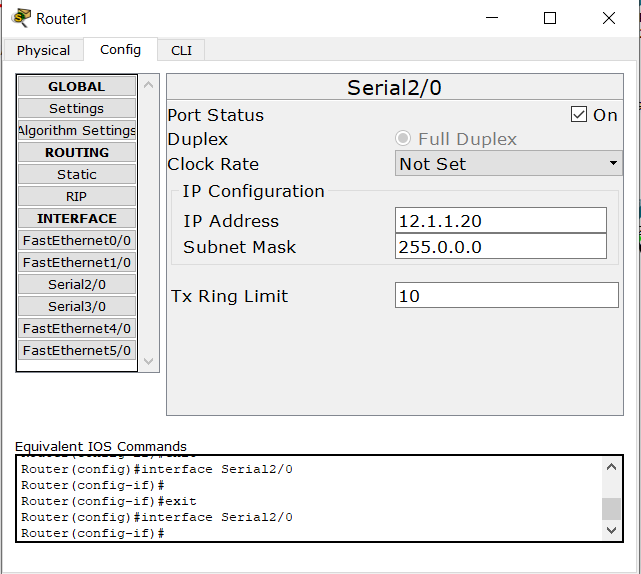 Router1
Physical
Config
CLI
GLOBAL
Settings
Algorithm Settings
ROUTING
Static
RIP
INTERFACE
FastEthernet0/0
FastEthernet1/0
Serial2/0
Serial3/0
FastEthernet4/0
FastEthernet5/0
Serial2/0
Port Status
On
Duplex
Full Duplex
Clock Rate
Not Set
IP Configuration
IP Address
12.1.1.20
Subnet Mask
255.0.0.0
Tx Ring Limit
10
Equivalent IOS Commands
Router(config)#interface Serial2/0
Router(config-if)#
Router(config-if)#exit
Router(config)#interface Serial2/0
Router(config-if)#